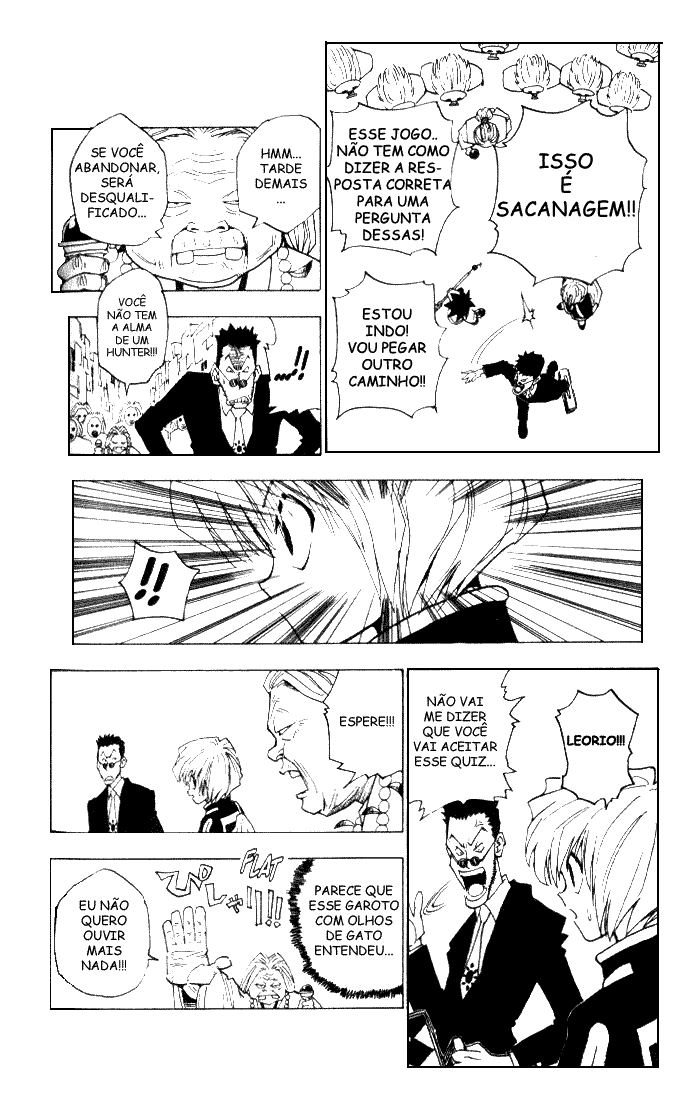 ISSO
É
SACANAGEM!!
ESSE JOGO..
NÃO TEM COMO
DIZER A RES-
POSTA CORRETA
PARA UMA
PERGUNTA
DESSAS!
ESTOU
INDO!
VOU PEGAR
OUTRO
CAMINHO!!
HMM...
TARDE
DEMAIS
...
SE VOCÊ
ABANDONAR,
SERÁ
DESQUALI-
FICADO...
VOCÊ
NÃO TEM
A ALMA
DE UM
HUNTER!!!
!!
!!
LEORIO!!!
NÃO VAI
ME DIZER
QUE VOCÊ
VAI ACEITAR
ESSE QUIZ...
ESPERE!!!
PARECE QUE
ESSE GAROTO
COM OLHOS
DE GATO
ENTENDEU...
FLAT
!!!!
EU NÃO
QUERO
OUVIR
MAIS
NADA!!!